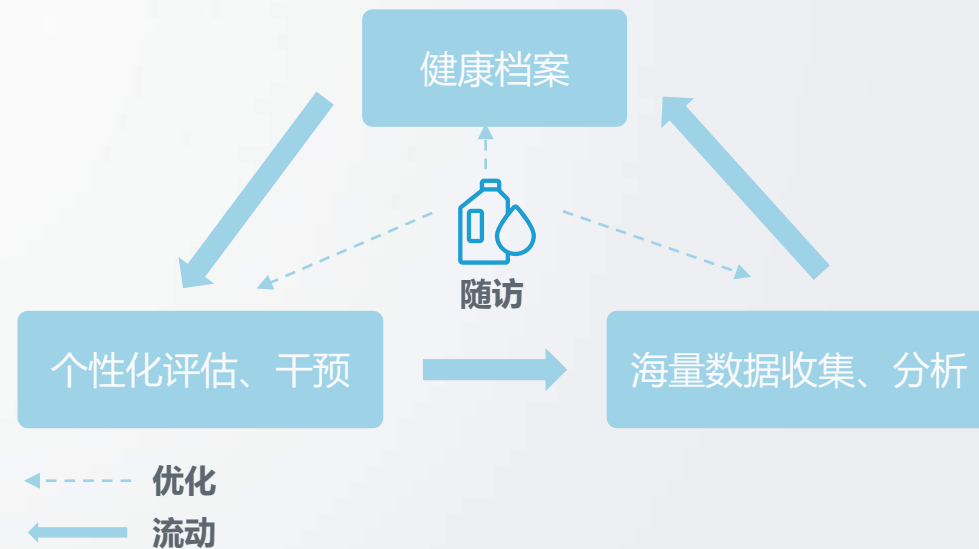 健康档案
随访
个性化评估、干预
海量数据收集、分析
优化
流动